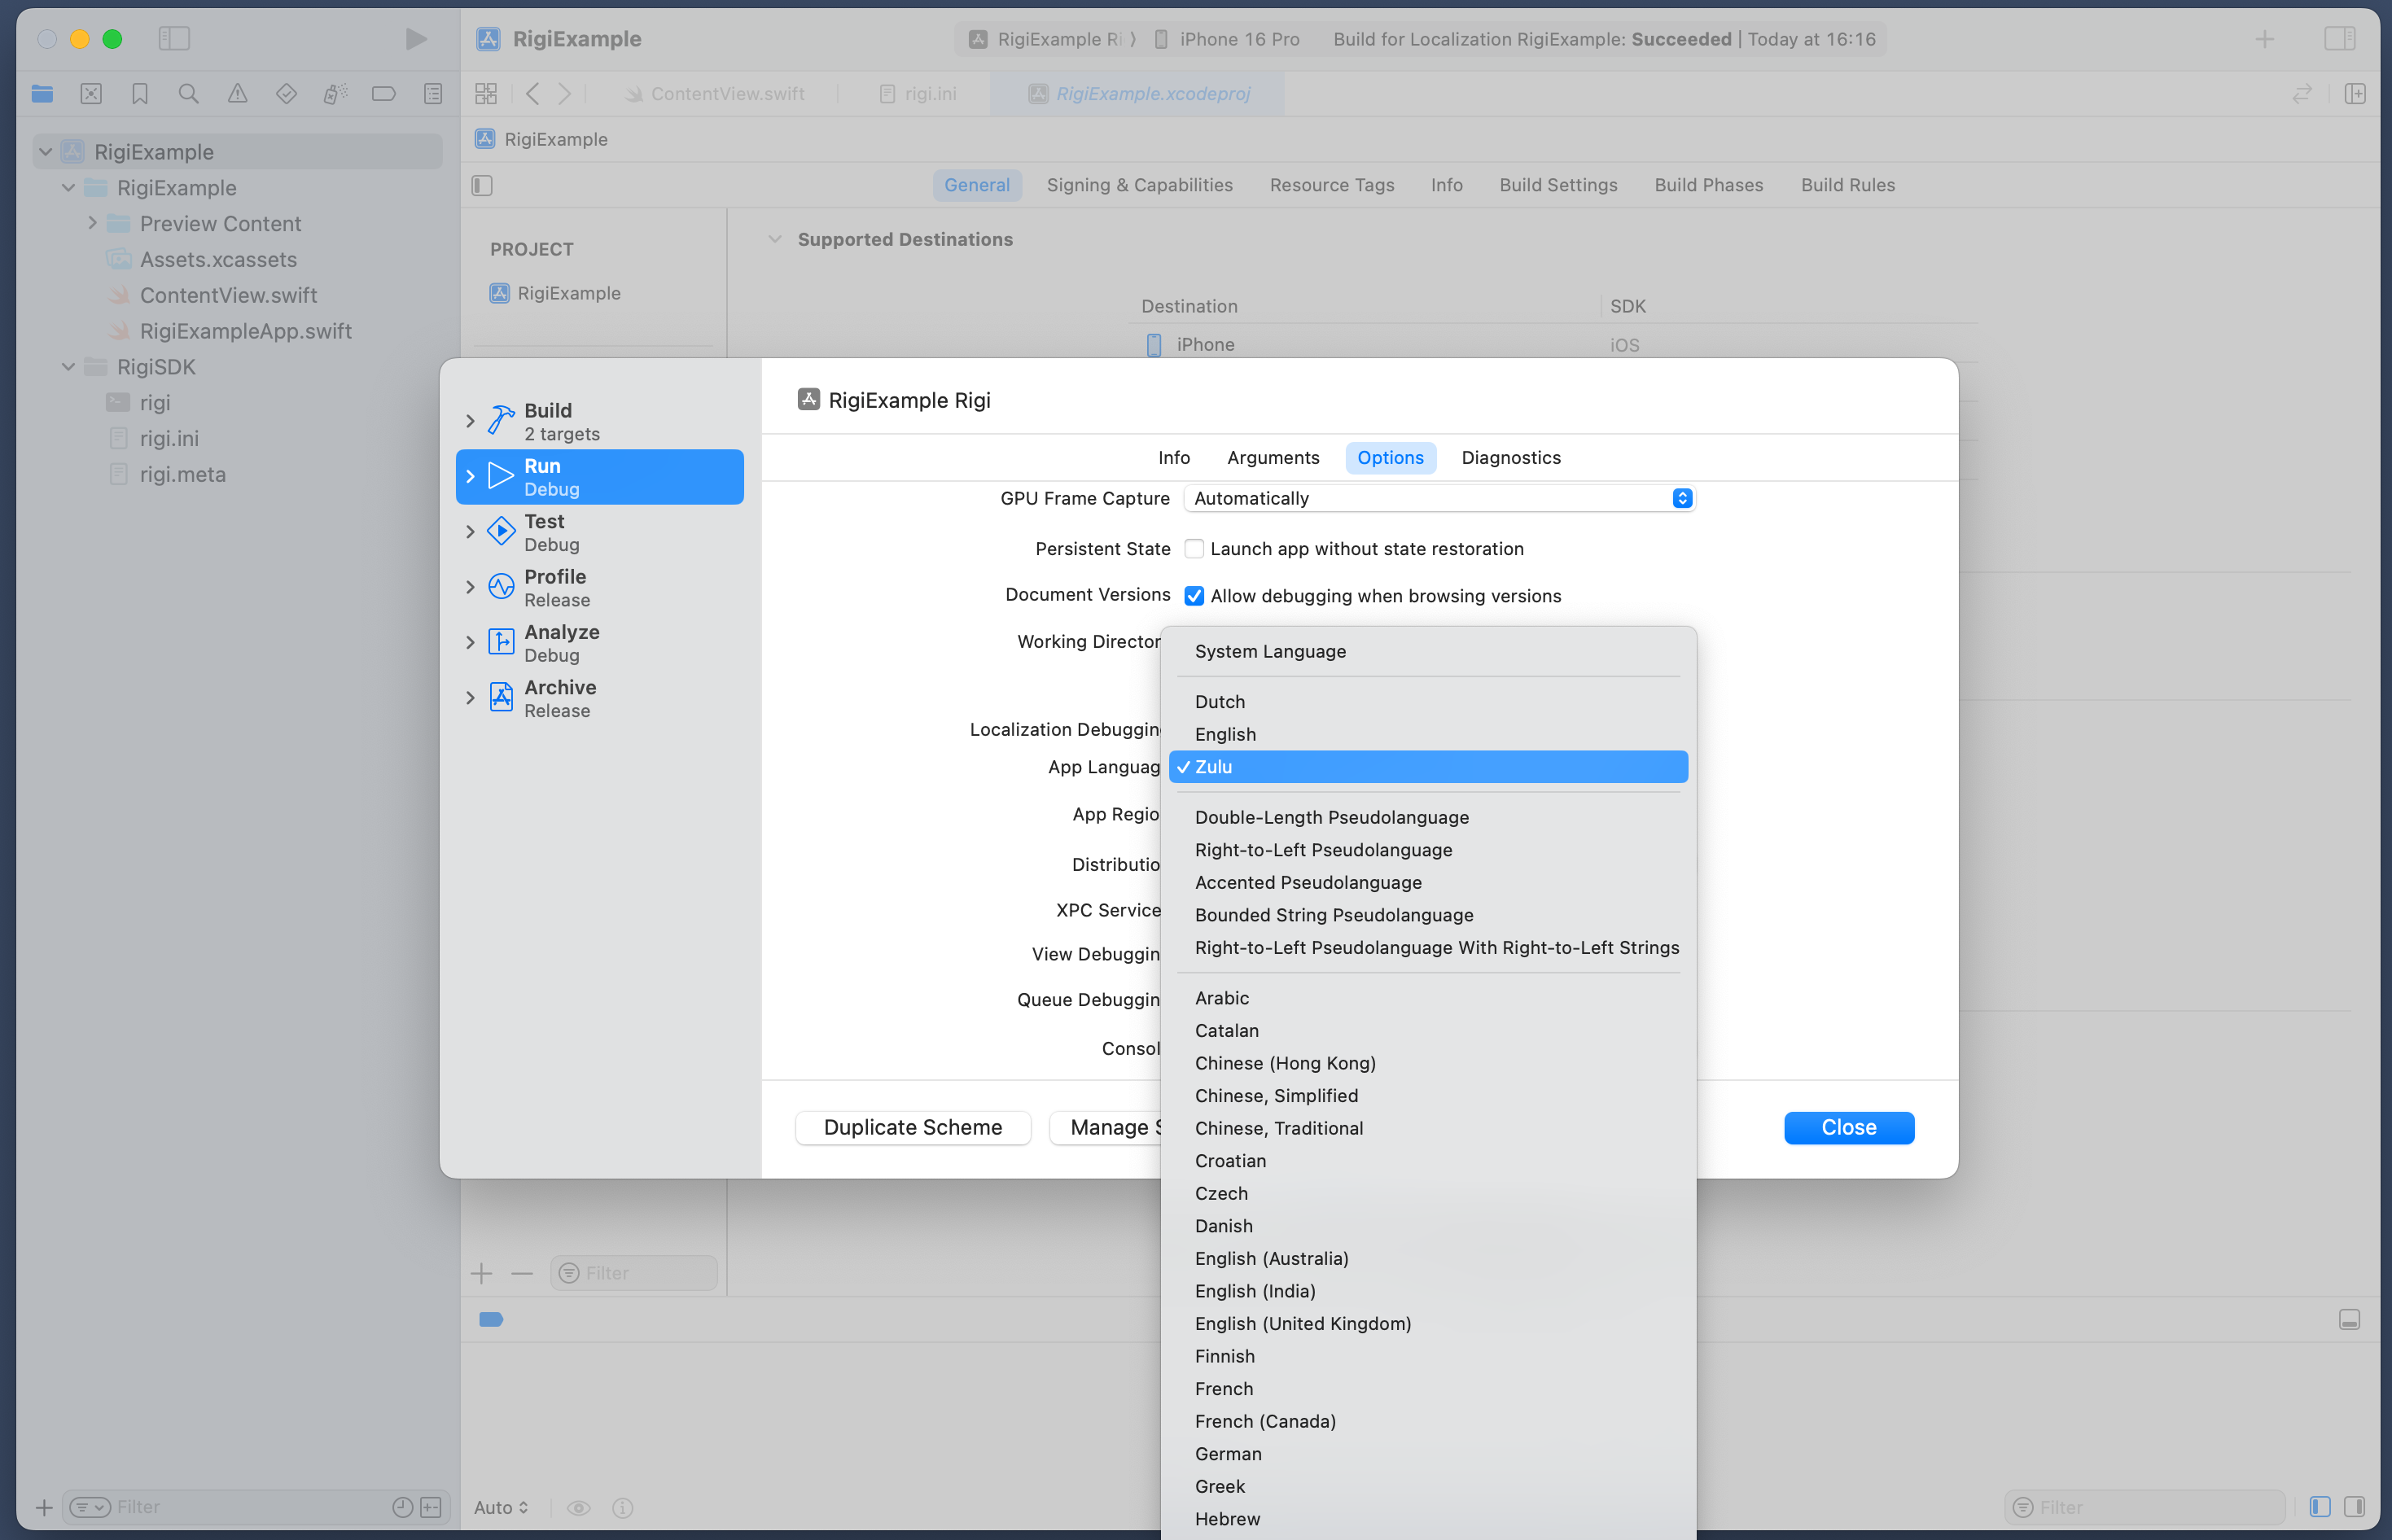 RigiExample
RigiExample Ri
iPhone 16 Pro
Build for Localization RigiExample: Succeeded | Today at 16:16
ContentView.swift
rigi.ini
RigiExample.xcodeproj
RigiExample
RigiExample
RigiExample
Preview Content
Assets.xcassets
ContentView.swift
RigiExampleApp.swift
RigiSDK
rigi
rigi.ini
rigi.meta
General
Signing & Capabilities
Resource Tags
Info
Build Settings
Build Phases
Build Rules
PROJECT
RigiExample
Supported Destinations
Destination
SDK
iPhone
iOS
Build
2 targets
Run
Debug
Test
Debug
Profile
Release
Analyze
Debug
Archive
Release
RigiExample Rigi
Info
Arguments
Options
Diagnostics
GPU Frame Capture
Automatically
Persistent State
Launch app without state restoration
Document Versions
Allow debugging when browsing versions
Working Director
Localization Debuggin
App Languag
App Regio
Distributio
XPC Service
View Debuggin
Queue Debuggin
Consol
System Language
Dutch
English
Zulu
Double-Length Pseudolanguage
Right-to-Left Pseudolanguage
Accented Pseudolanguage
Bounded String Pseudolanguage
Right-to-Left Pseudolanguage With Right-to-Left Strings
Arabic
Catalan
Chinese (Hong Kong)
Chinese, Simplified
Chinese, Traditional
Croatian
Czech
Danish
English (Australia)
English (India)
English (United Kingdom)
Finnish
French
French (Canada)
German
Greek
Hebrew
Duplicate Scheme
Manage S
Close
Filter
Filter
Auto
Filter